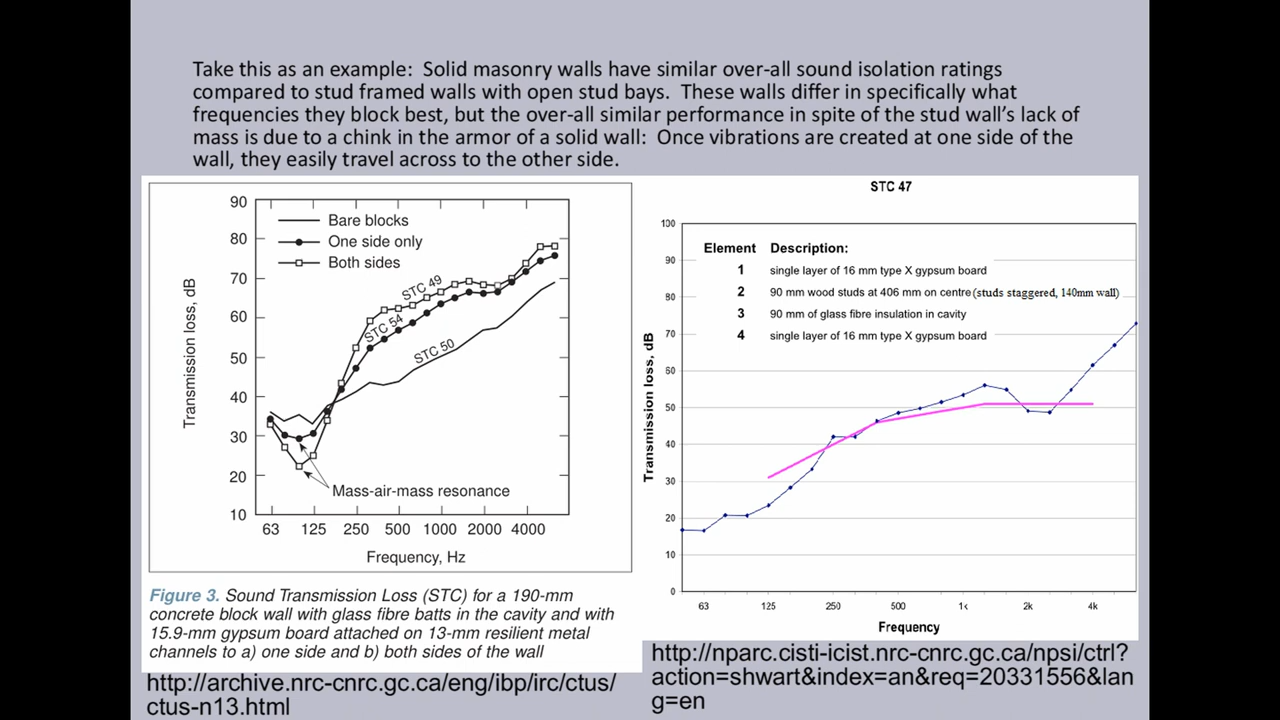 Take this as an example: Solid masonry walls have similar over-all sound isolation ratings
compared to stud framed walls with open stud bays. These walls differ in specifically what
frequencies they block best, but the over-all similar performance in spite of the stud wall's lack of
mass is due to a chink in the armor of a solid wall: Once vibrations are created at one side of the
wall, they easily travel across to the other side.
90
80
70
60
50
40
30
20
10
Transmission loss, dB
Bare blocks
One side only
Both sides
STC 49
STC 54
STC 50
Mass-air-mass resonance
63 125 250 500 1000 2000 4000
Frequency, Hz
Figure 3. Sound Transmission Loss (STC) for a 190-mm
concrete block wall with glass fibre batts in the cavity and with
15.9-mm gypsum board attached on 13-mm resilient metal
channels to a) one side and b) both sides of the wall
http://archive.nrc-cnrc.gc.ca/eng/ibp/irc/ctus/
ctus-n13.html
STC 47
100
90
80
70
60
50
40
30
20
10
0
Transmission loss, dB
Element Description:
1 single layer of 16 mm type X gypsum board
2 90 mm wood studs at 406 mm on centre (studs staggered, 140mm wall)
3 90 mm of glass fibre insulation in cavity
4 single layer of 16 mm type X gypsum board
63 125 250 500 1k 2k 4k
Frequency
http://nparc.cisti-icist.nrc-cnrc.gc.ca/npsi/ctrl?
action=shwart&index=an&req=20331556&lan
g=en